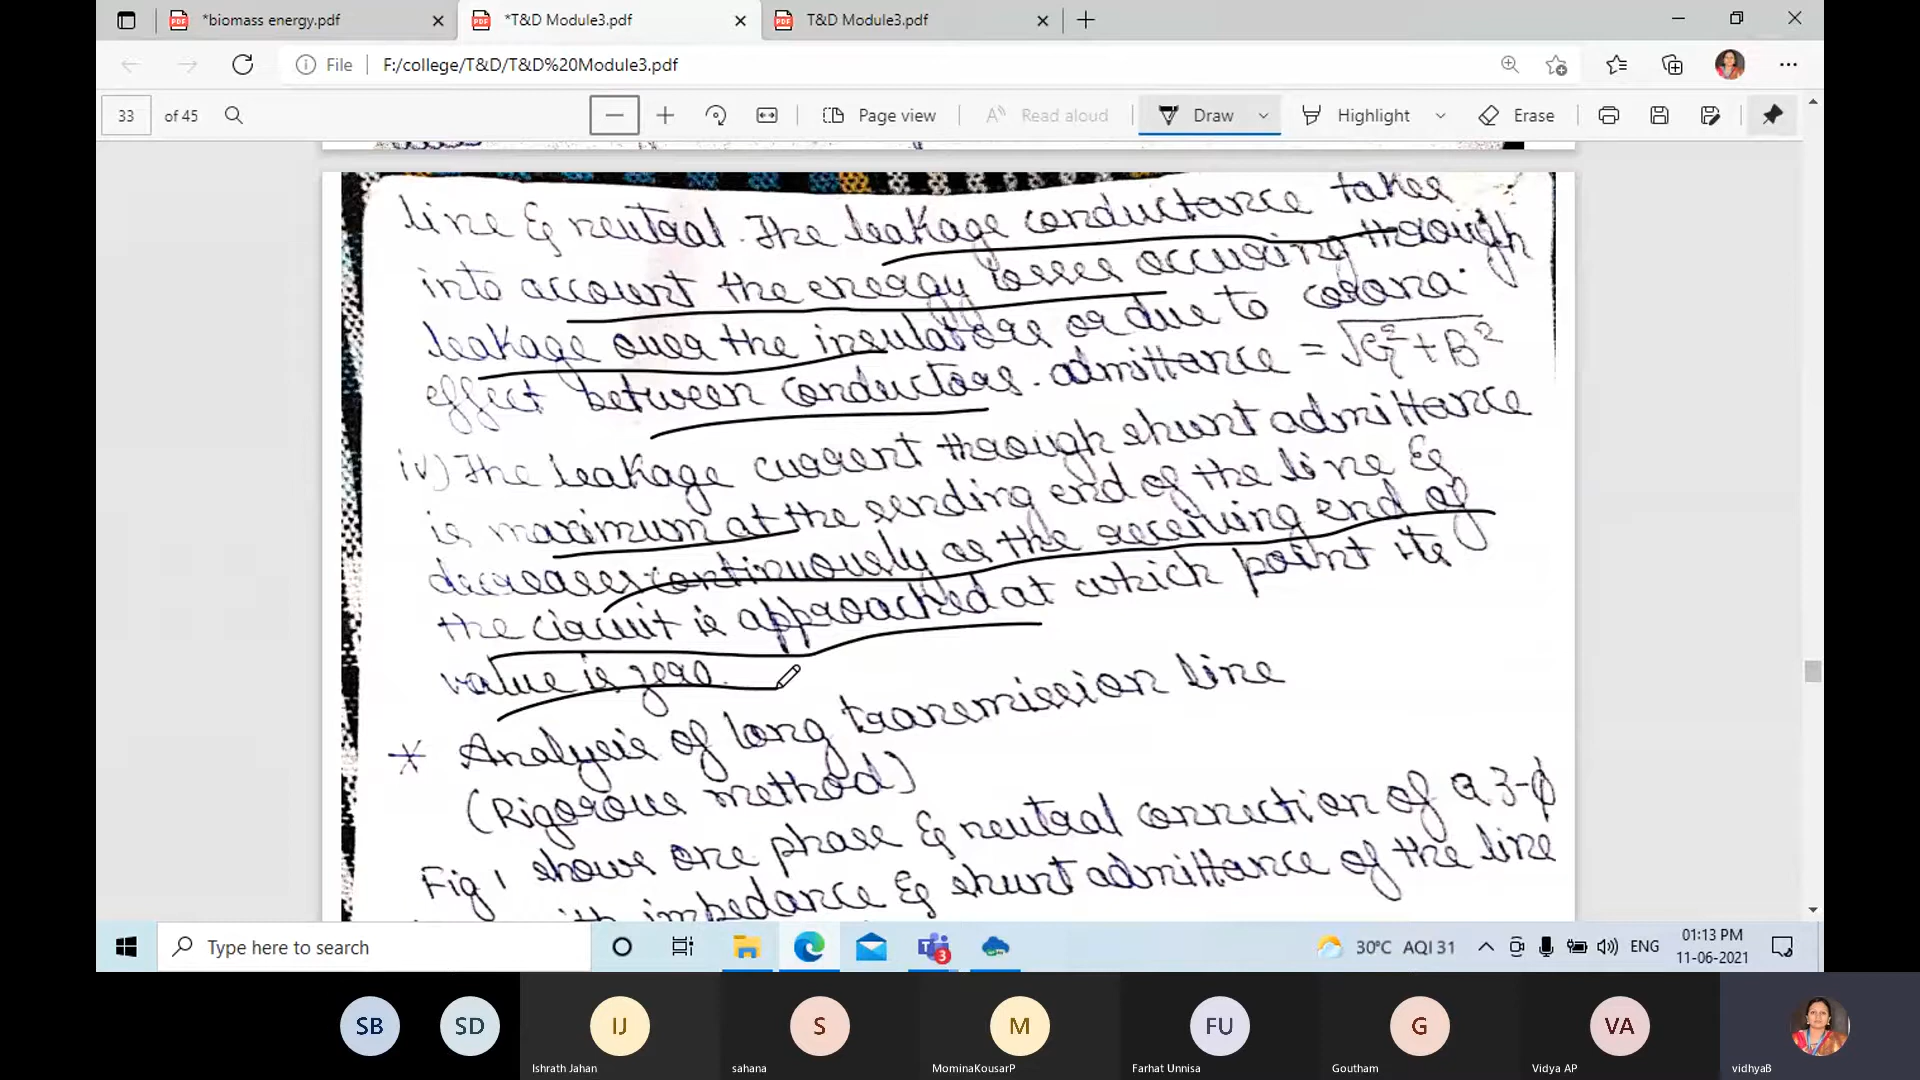 *biomass energy.pdf
*T&D Module3.pdf
T&D Module3.pdf
File F:/college/T&D/T&D%20Module3.pdf
33 of 45
Page view
Read aloud
Draw
Highlight
Erase
line & neutral. The leakage conductance takes
into account the energy losses occuring through
leakage over the insulators or due to corona
effect between conductors. admittance = √G²+B²
iv) The leakage current through shunt admittance
is maximum at the sending end of the line &
decreases continuously as the receiving end of
the circuit is approached at which point its
value is zero.
* Analysis of long transmission line
(Rigorous method)
Fig 1 shows one phase & neutral connection of a 3-ϕ
with impedance & shunt admittance of the line
Type here to search
3
30°C AQI 31
ENG
01:13 PM
11-06-2021
SB
SD
IJ
S
M
FU
G
VA
Ishrath Jahan
sahana
MominaKousarP
Farhat Unnisa
Goutham
Vidya AP
vidhyaB